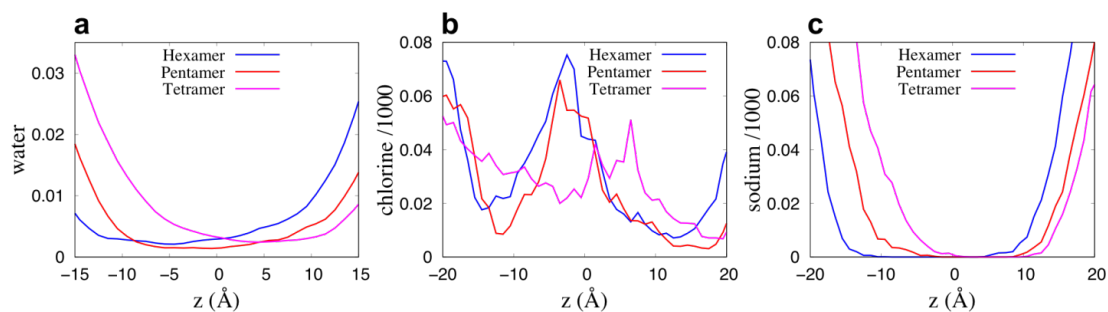 a
Hexamer
Pentamer
Tetramer
water
0.03
0.02
0.01
0
−15 −10 −5 0 5 10 15
z (Å)
b
Hexamer
Pentamer
Tetramer
chlorine /1000
0.08
0.06
0.04
0.02
0
−20 −10 0 10 20
z (Å)
c
Hexamer
Pentamer
Tetramer
sodium /1000
0.08
0.06
0.04
0.02
0
−20 −10 0 10 20
z (Å)